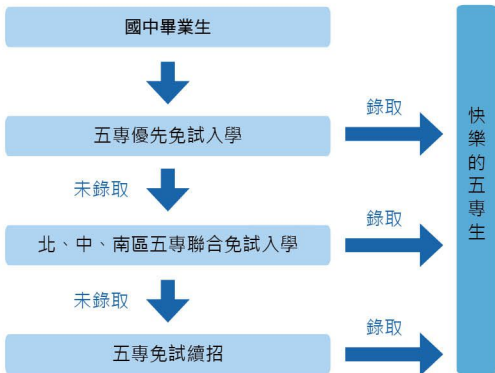 國中畢業生
五專優先免試入學
錄取
未錄取
北、中、南區五專聯合免試入學
錄取
未錄取
五專免試續招
錄取
快樂的五專生